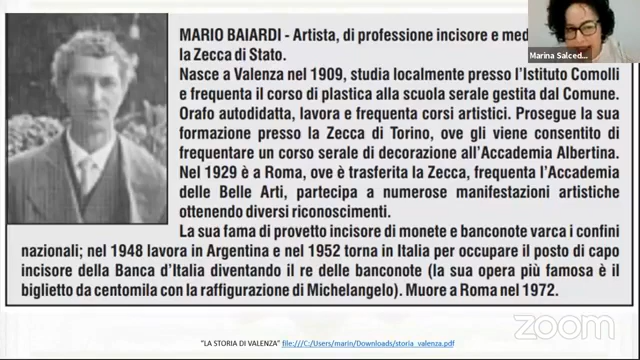 MARIO BAIARDI - Artista, di professione incisore e med
la Zecca di Stato.
Nasce a Valenza nel 1909, studia localmente presso l'Istituto Comolli
e frequenta il corso di plastica alla scuola serale gestita dal Comune.
Orafo autodidatta, lavora e frequenta corsi artistici. Prosegue la sua
formazione presso la Zecca di Torino, ove gli viene consentito di
frequentare un corso serale di decorazione all'Accademia Albertina.
Nel 1929 è a Roma, ove è trasferita la Zecca, frequenta l'Accademia
delle Belle Arti, partecipa a numerose manifestazioni artistiche
ottenendo diversi riconoscimenti.
La sua fama di provetto incisore di monete e banconote varca i confini
nazionali; nel 1948 lavora in Argentina e nel 1952 torna in Italia per occupare il posto di capo
incisore della Banca d'Italia diventando il re delle banconote (la sua opera più famosa è il
biglietto da centomila con la raffigurazione di Michelangelo). Muore a Roma nel 1972.
"LA STORIA DI VALENZA" file:///C:/Users/marin/Downloads/storia_valenza.pdf
Marina Salced...
zoom